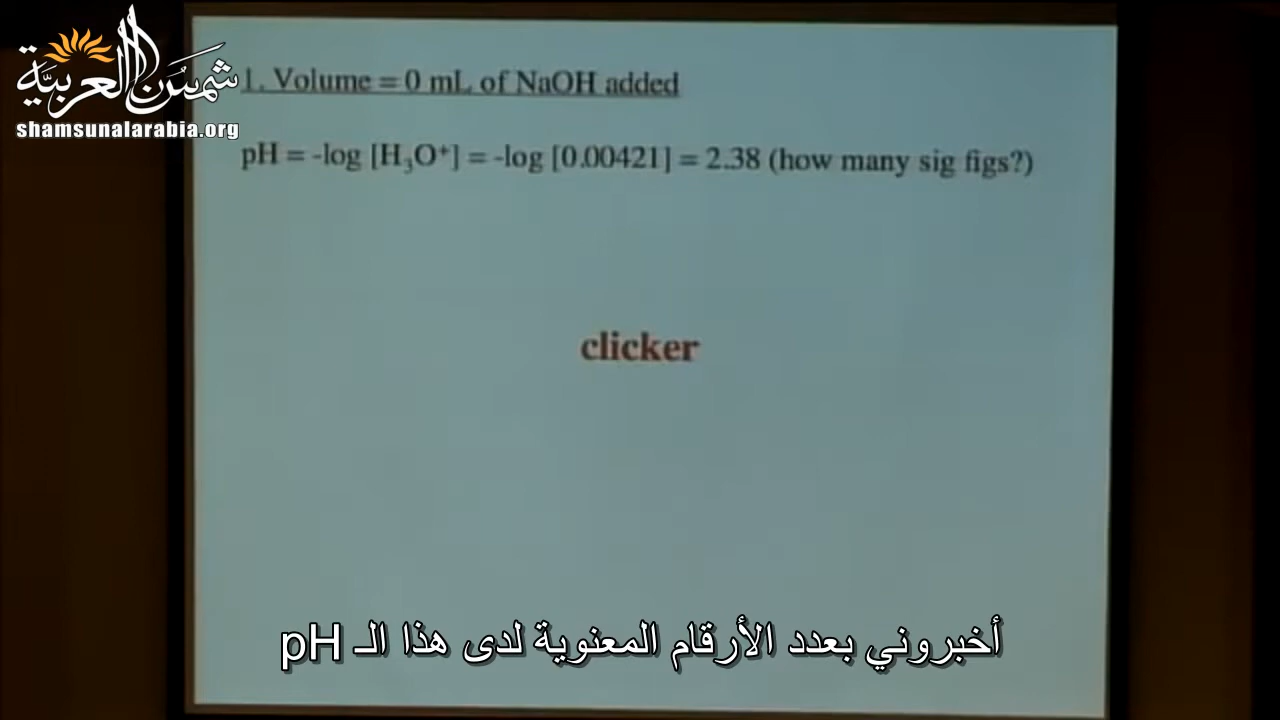 شمس العربية
shamsunalarabia.org
1. Volume = 0 mL of NaOH added
pH = -log [H₃O⁺] = -log [0.00421] = 2.38 (how many sig figs?)
clicker
أخبروني بعدد الأرقام المعنوية لدى هذا الـ pH